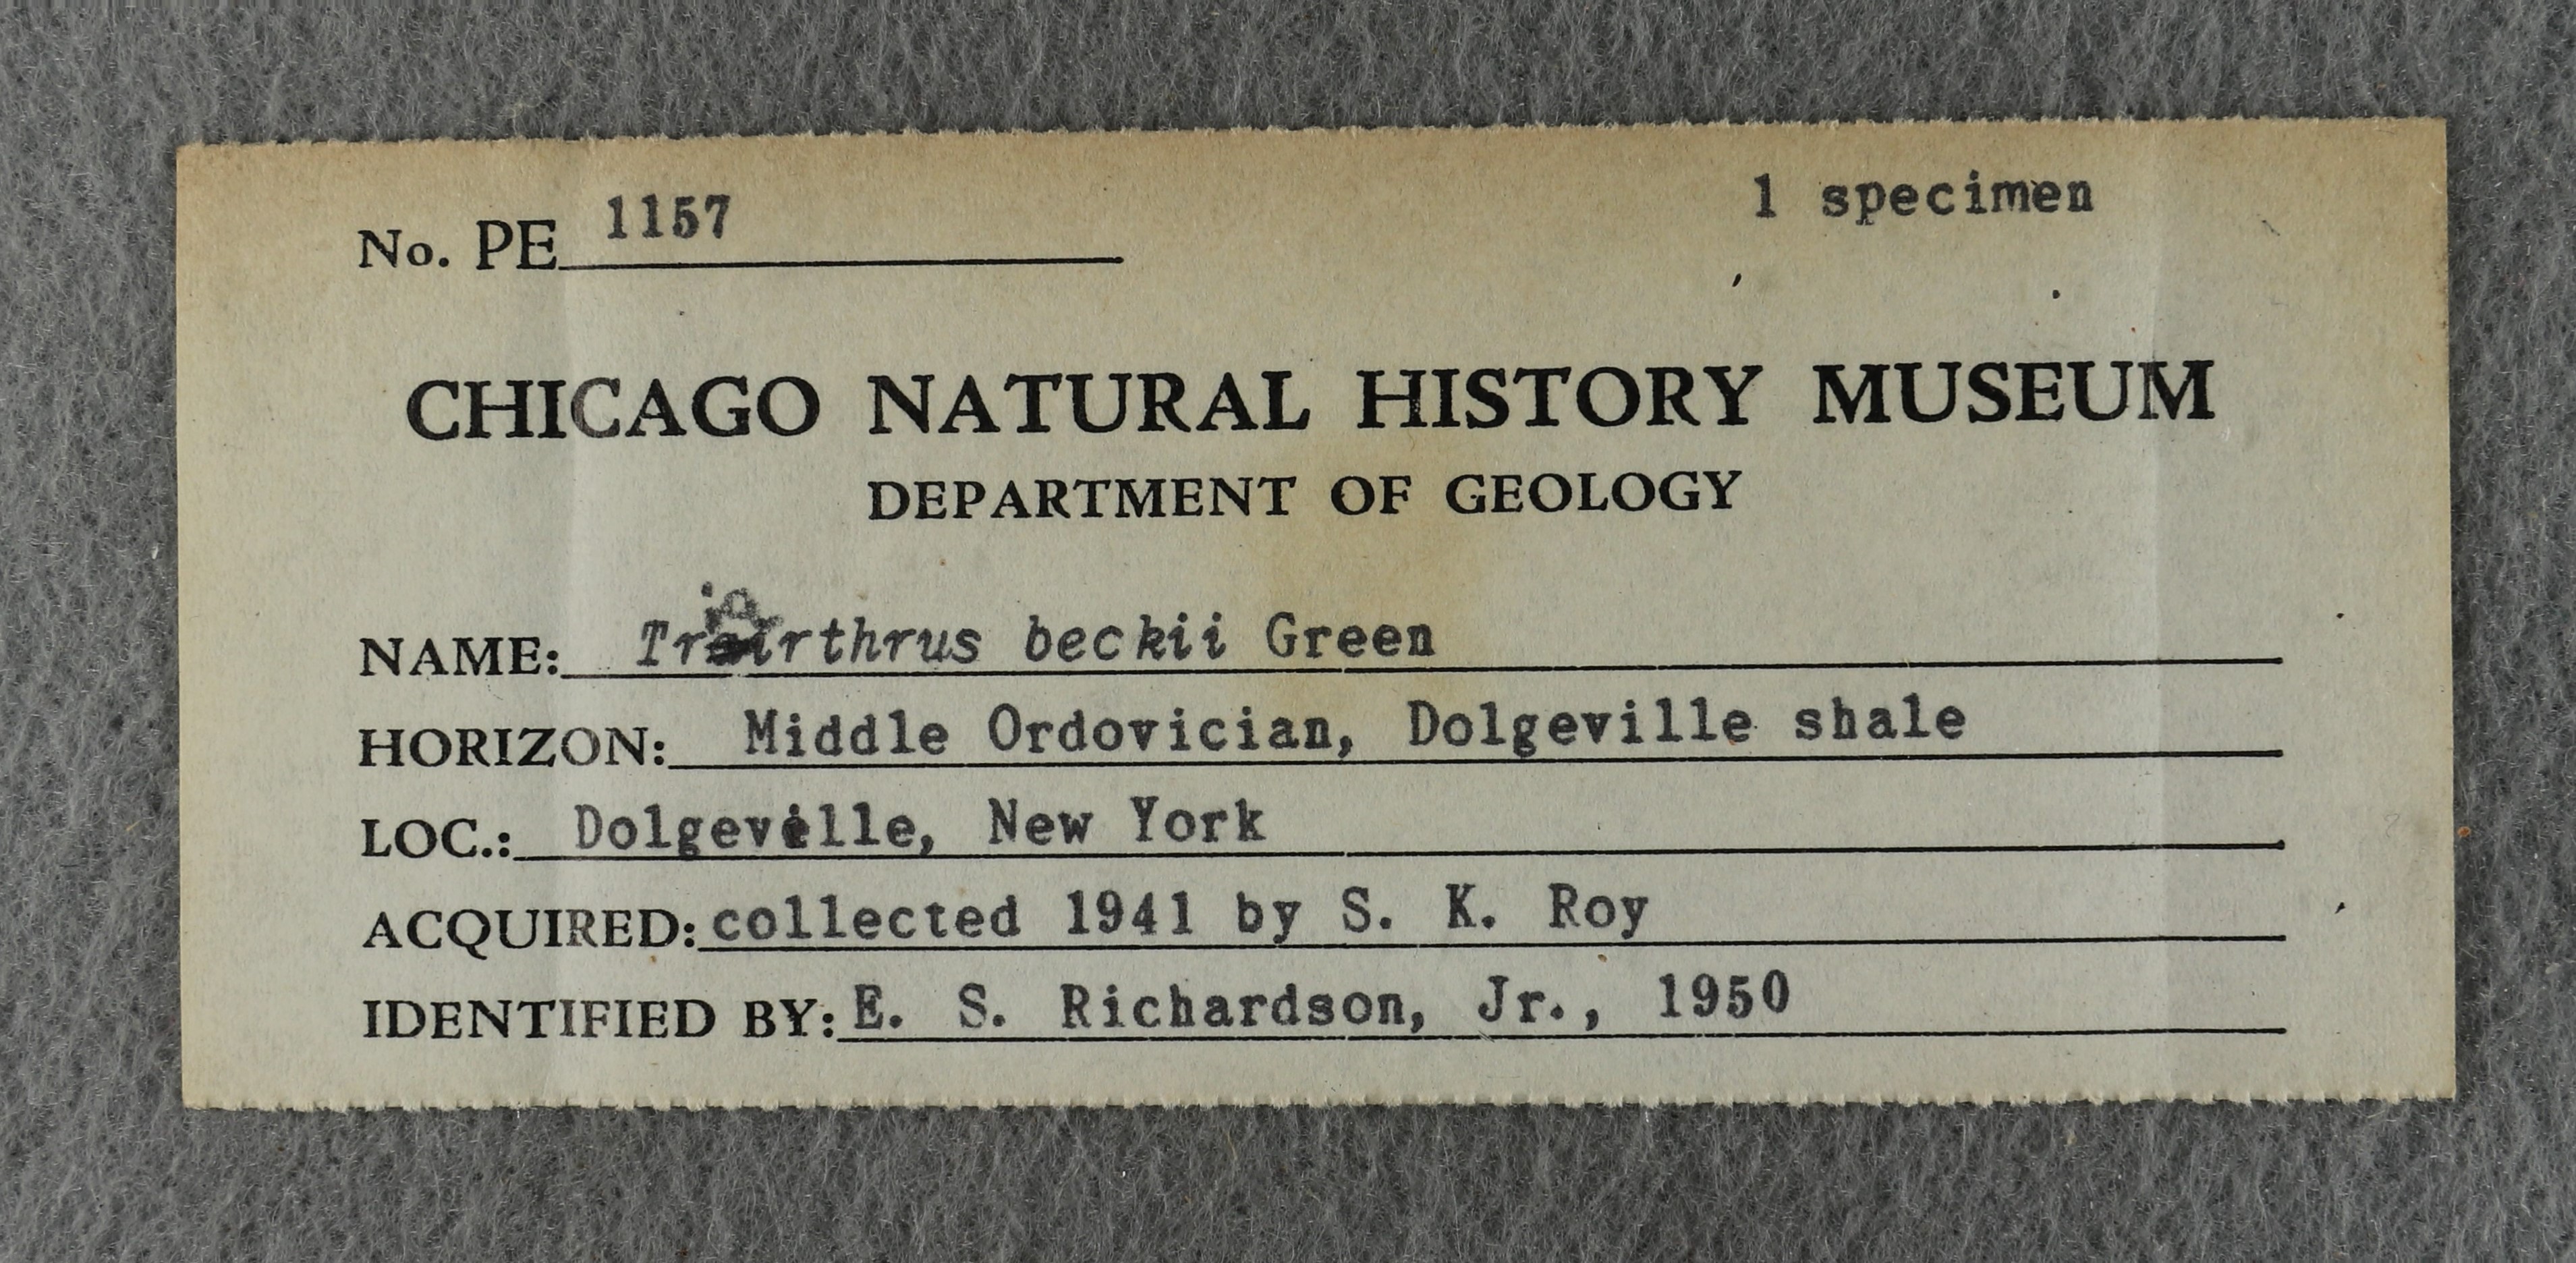 No. PE 1157
1 specimen
CHICAGO NATURAL HISTORY MUSEUM
DEPARTMENT OF GEOLOGY
NAME: Triarthrus beckii Green
HORIZON: Middle Ordovician, Dolgeville shale
LOC.: Dolgeville, New York
ACQUIRED: collected 1941 by S. K. Roy
IDENTIFIED BY: E. S. Richardson, Jr., 1950